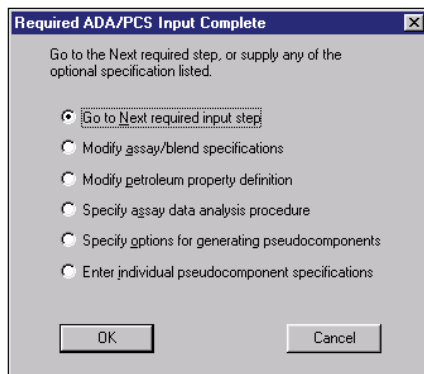 Required ADA/PCS Input Complete
Go to the Next required step, or supply any of the
optional specification listed.
Go to Next required input step
Modify assay/blend specifications
Modify petroleum property definition
Specify assay data analysis procedure
Specify options for generating pseudocomponents
Enter individual pseudocomponent specifications
OK
Cancel